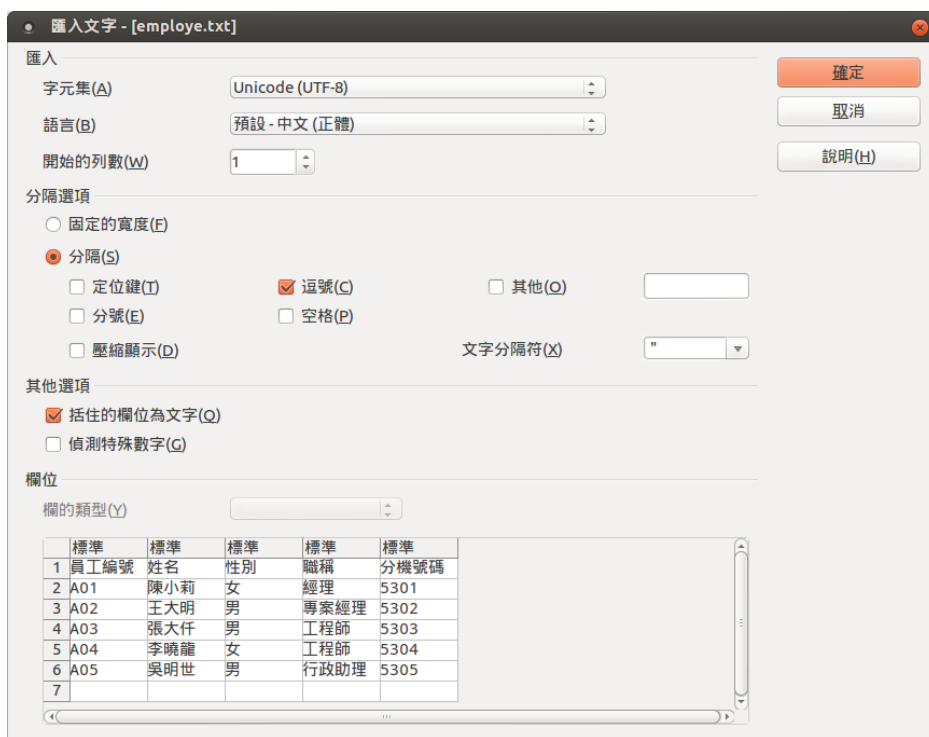 匯入文字 - [employe.txt]
匯入
確定
字元集(A) Unicode (UTF-8)
取消
語言(B) 預設 - 中文 (正體)
說明(H)
開始的列數(W) 1
分隔選項
固定的寬度(F)
分隔(S)
定位鍵(T) 逗號(C) 其他(O)
分號(E) 空格(P)
壓縮顯示(D) 文字分隔符(X) "
其他選項
括住的欄位為文字(Q)
偵測特殊數字(G)
欄位
欄的類型(Y)
標準 標準 標準 標準 標準
1 員工編號 姓名 性別 職稱 分機號碼
2 A01 陳小莉 女 經理 5301
3 A02 王大明 男 專案經理 5302
4 A03 張大仟 男 工程師 5303
5 A04 李曉龍 女 工程師 5304
6 A05 吳明世 男 行政助理 5305
7